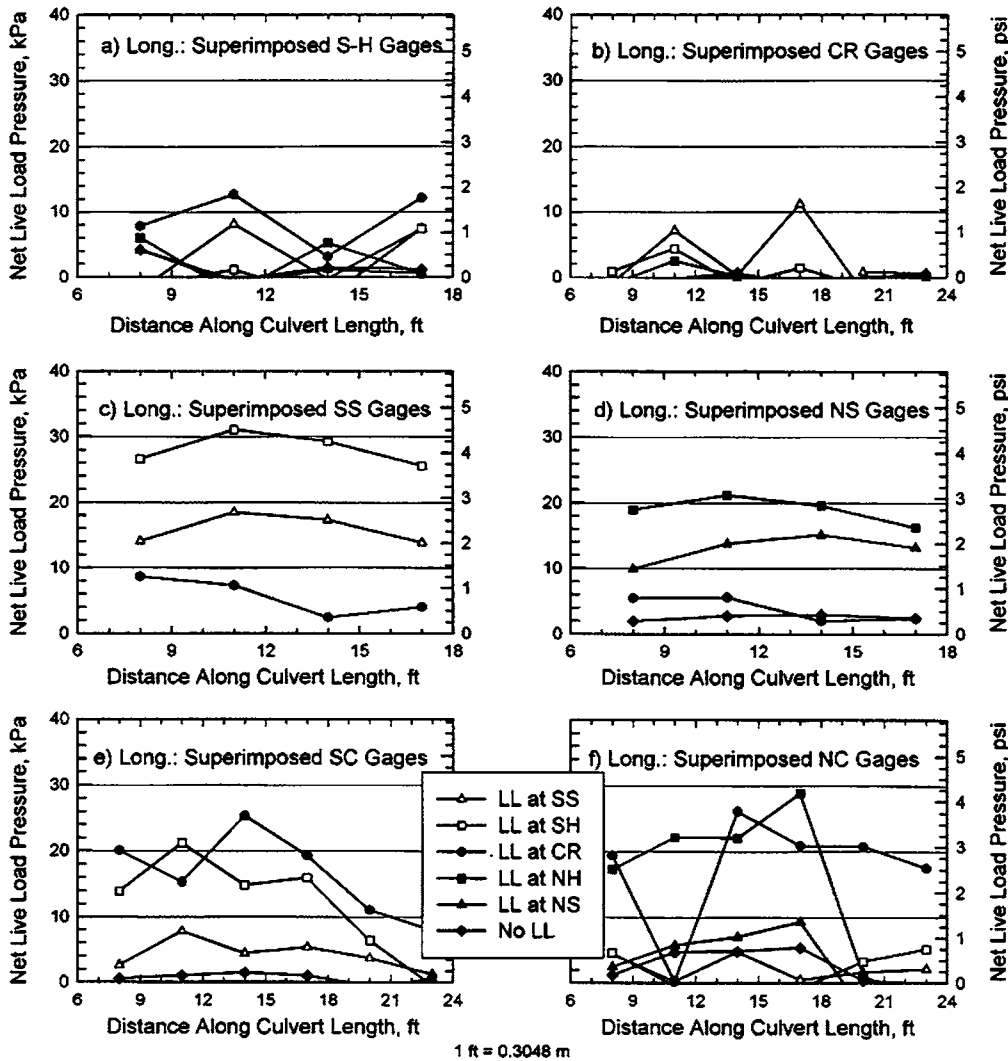 a) Long.: Superimposed S-H Gages
Net Live Load Pressure, kPa
40
30
20
10
0
5
4
3
2
1
0
6 9 12 15 18
Distance Along Culvert Length, ft
b) Long.: Superimposed CR Gages
40
30
20
10
0
Net Live Load Pressure, psi
5
4
3
2
1
0
6 9 12 15 18 21 24
Distance Along Culvert Length, ft
c) Long.: Superimposed SS Gages
Net Live Load Pressure, kPa
40
30
20
10
0
5
4
3
2
1
0
6 9 12 15 18
Distance Along Culvert Length, ft
d) Long.: Superimposed NS Gages
40
30
20
10
0
Net Live Load Pressure, psi
5
4
3
2
1
0
6 9 12 15 18
Distance Along Culvert Length, ft
e) Long.: Superimposed SC Gages
Net Live Load Pressure, kPa
40
30
20
10
0
6 9 12 15 18 21 24
Distance Along Culvert Length, ft
LL at SS
LL at SH
LL at CR
LL at NH
LL at NS
No LL
f) Long.: Superimposed NC Gages
Net Live Load Pressure, psi
5
4
3
2
1
0
6 9 12 15 18 21 24
Distance Along Culvert Length, ft
1 ft = 0.3048 m